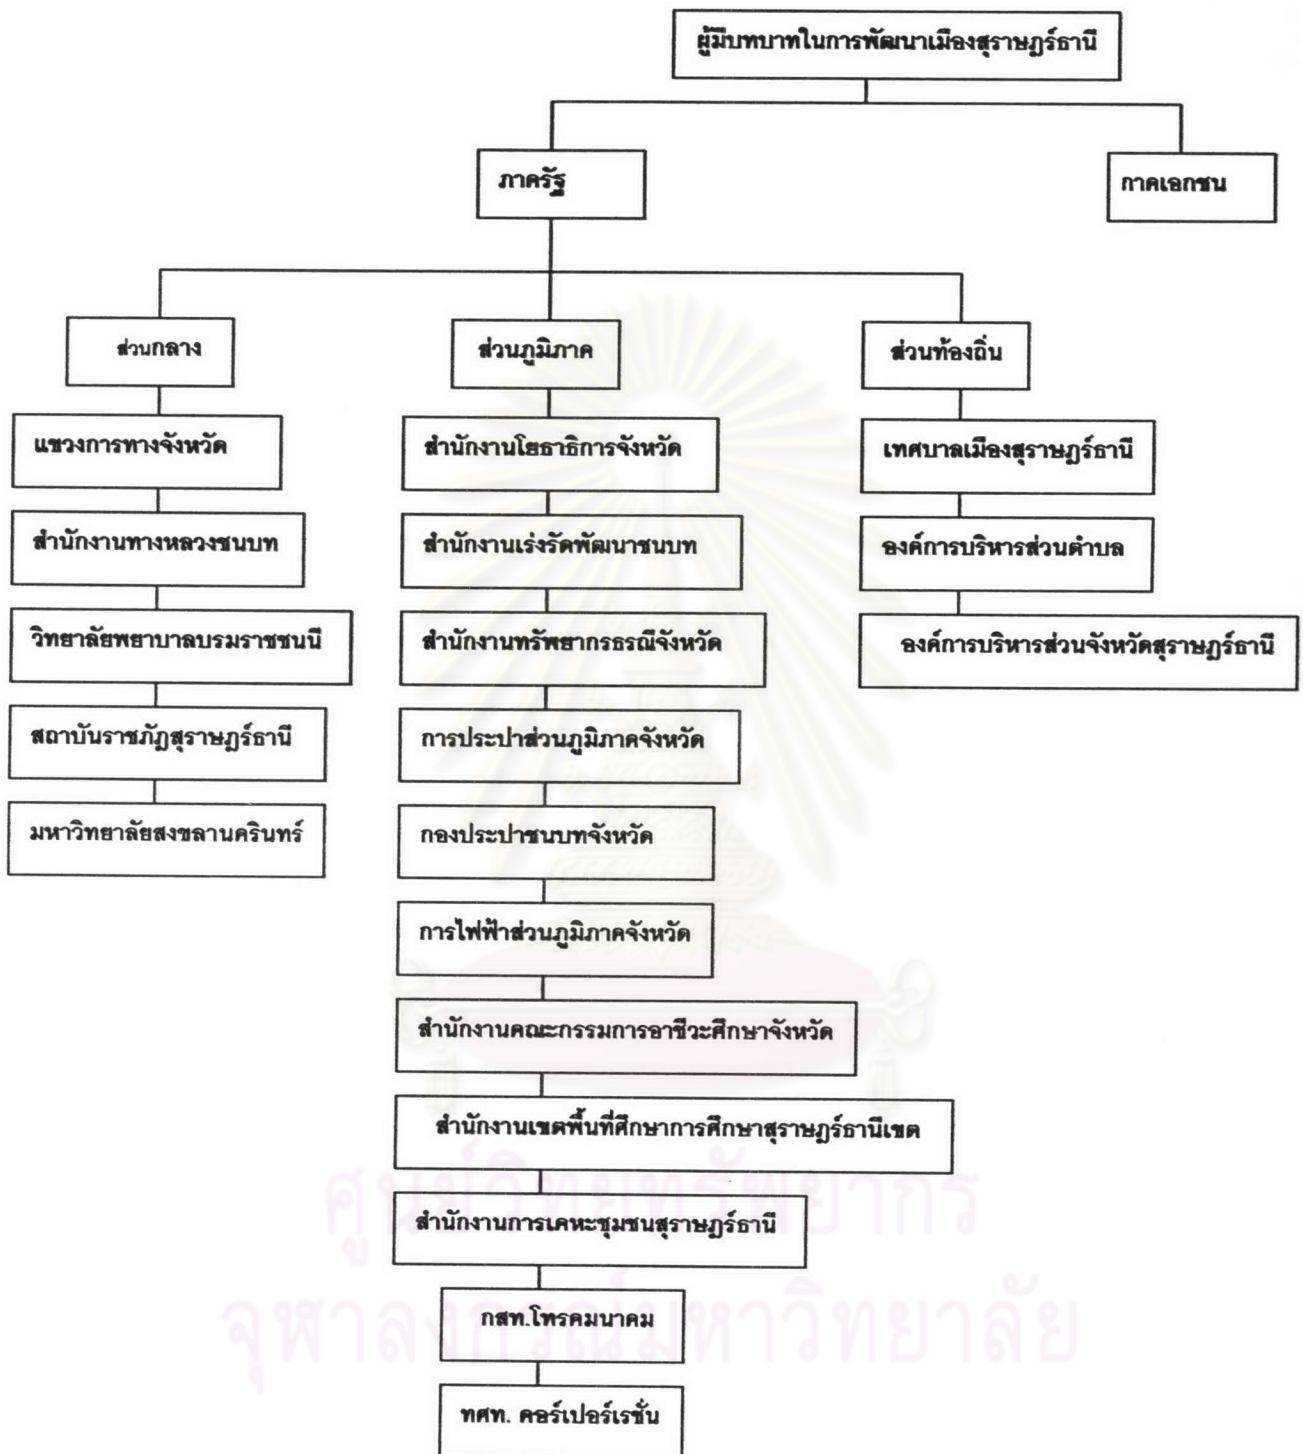 ผู้มีบทบาทในการพัฒนาเมืองสุราษฎร์ธานี
ภาครัฐ
ภาคเอกชน
ส่วนกลาง
ส่วนภูมิภาค
ส่วนท้องถิ่น
แขวงการทางจังหวัด
สำนักงานทางหลวงชนบท
วิทยาลัยพยาบาลบรมราชชนนี
สถาบันราชภัฏสุราษฎร์ธานี
มหาวิทยาลัยสงขลานครินทร์
สำนักงานโยธาธิการจังหวัด
สำนักงานเร่งรัดพัฒนาชนบท
สำนักงานทรัพยากรธรณีจังหวัด
การประปาส่วนภูมิภาคจังหวัด
กองประปาชนบทจังหวัด
การไฟฟ้าส่วนภูมิภาคจังหวัด
สำนักงานคณะกรรมการอาชีวะศึกษาจังหวัด
สำนักงานเขตพื้นที่ศึกษาการศึกษาสุราษฎร์ธานีเขต
สำนักงานการเคหะชุมชนสุราษฎร์ธานี
กสท.โทรคมนาคม
ทศท. คอร์เปอร์เรชั่น
เทศบาลเมืองสุราษฎร์ธานี
องค์การบริหารส่วนตำบล
องค์การบริหารส่วนจังหวัดสุราษฎร์ธานี
ศูนย์วิทยทรัพยากร
จุฬาลงกรณ์มหาวิทยาลัย